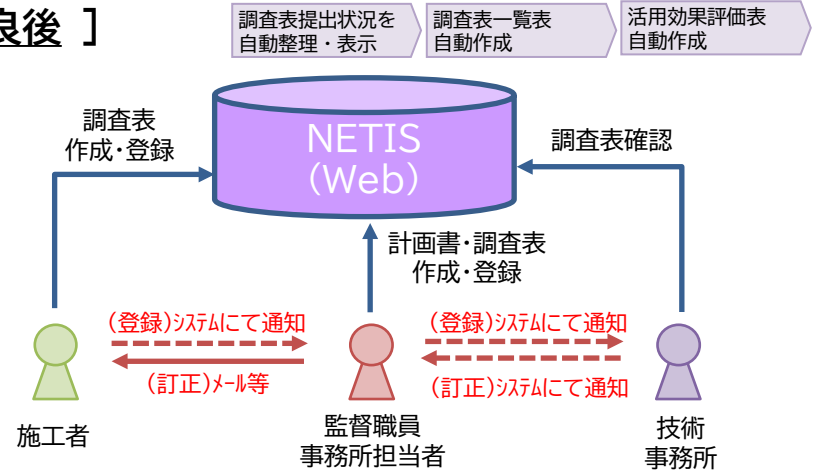 良後 ]
調査表提出状況を
自動整理・表示
調査表一覧表
自動作成
活用効果評価表
自動作成
NETIS
(Web)
調査表
作成・登録
調査表確認
計画書・調査表
作成・登録
(登録)ｼｽﾃﾑにて通知
(訂正)ﾒｰﾙ等
(登録)ｼｽﾃﾑにて通知
(訂正)ｼｽﾃﾑにて通知
施工者
監督職員
事務所担当者
技術
事務所